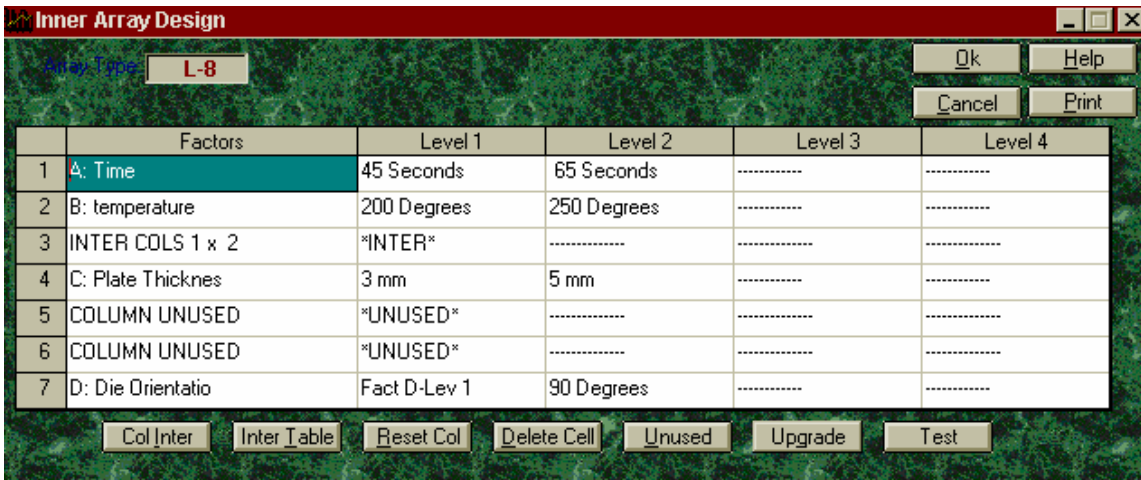 Inner Array Design
Array Type: L-8
Ok Help
Cancel Print
Factors Level 1 Level 2 Level 3 Level 4
1 A: Time 45 Seconds 65 Seconds ------------ ------------
2 B: temperature 200 Degrees 250 Degrees ------------ ------------
3 INTER COLS 1 x 2 *INTER* ------------- ------------- -------------
4 C: Plate Thicknes 3 mm 5 mm ------------ ------------
5 COLUMN UNUSED *UNUSED* ------------- ------------- -------------
6 COLUMN UNUSED *UNUSED* ------------- ------------- -------------
7 D: Die Orientatio Fact D-Lev 1 90 Degrees ------------ ------------
Col Inter Inter Table Reset Col Delete Cell Unused Upgrade Test